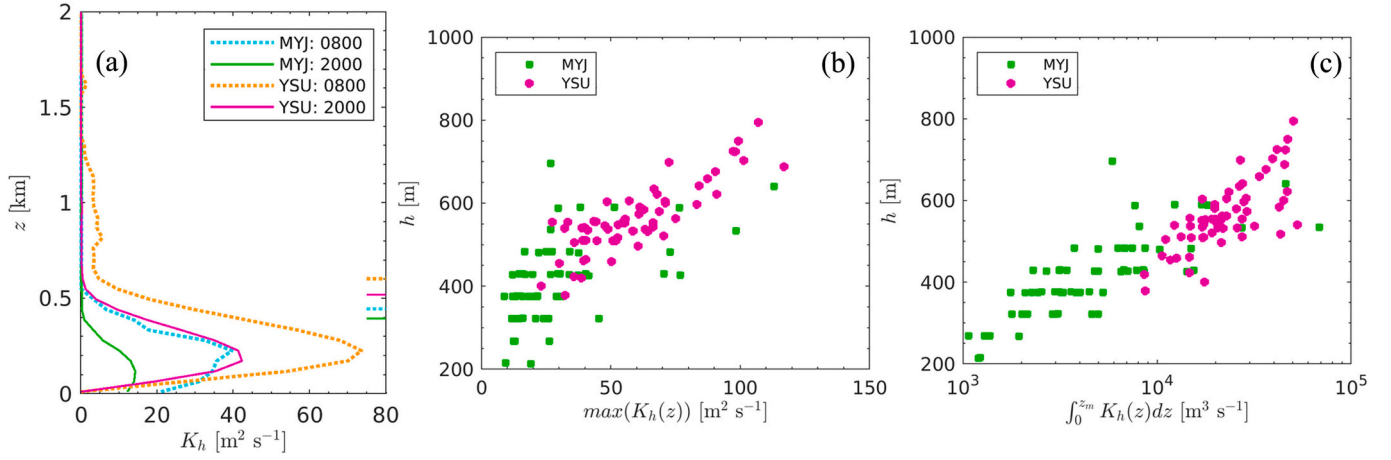 (a)
MYJ: 0800
MYJ: 2000
YSU: 0800
YSU: 2000
2
1.5
1
0.5
0
z [km]
0 20 40 60 80
K_h [m² s⁻¹]
(b)
MYJ
YSU
1000
800
600
400
200
h [m]
0 50 100 150
max(K_h(z)) [m² s⁻¹]
(c)
MYJ
YSU
1000
800
600
400
200
h [m]
10³ 10⁴ 10⁵
∫₀^{z_m} K_h(z)dz [m³ s⁻¹]